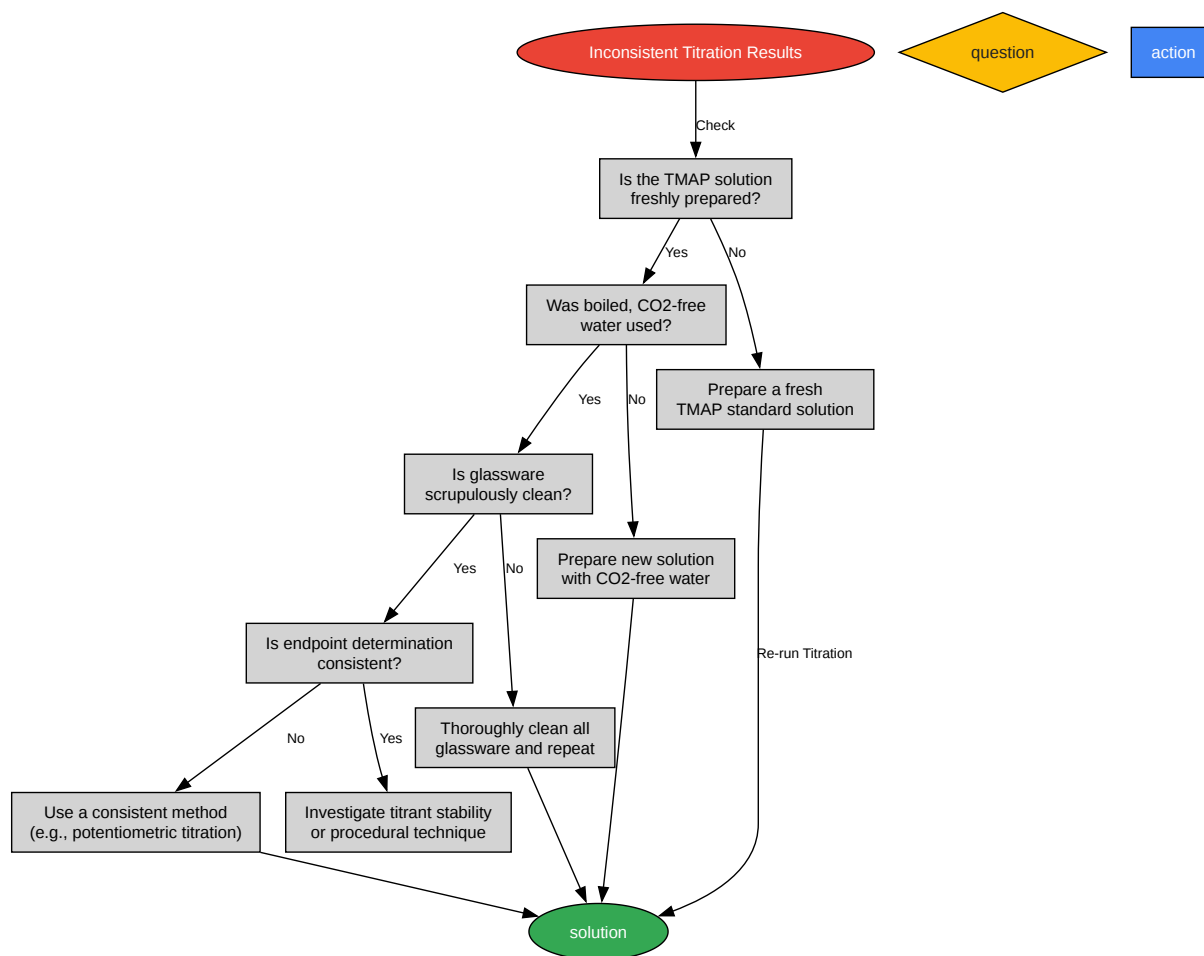 Inconsistent Titration Results
question
action
Check
Is the TMAP solution
freshly prepared?
Yes
No
Was boiled, CO2-free
water used?
Yes
No
Prepare a fresh
TMAP standard solution
Is glassware
scrupulously clean?
Yes
No
Prepare new solution
with CO2-free water
Is endpoint determination
consistent?
Re-run Titration
No
Yes
Thoroughly clean all
glassware and repeat
Use a consistent method
(e.g., potentiometric titration)
Investigate titrant stability
or procedural technique
solution